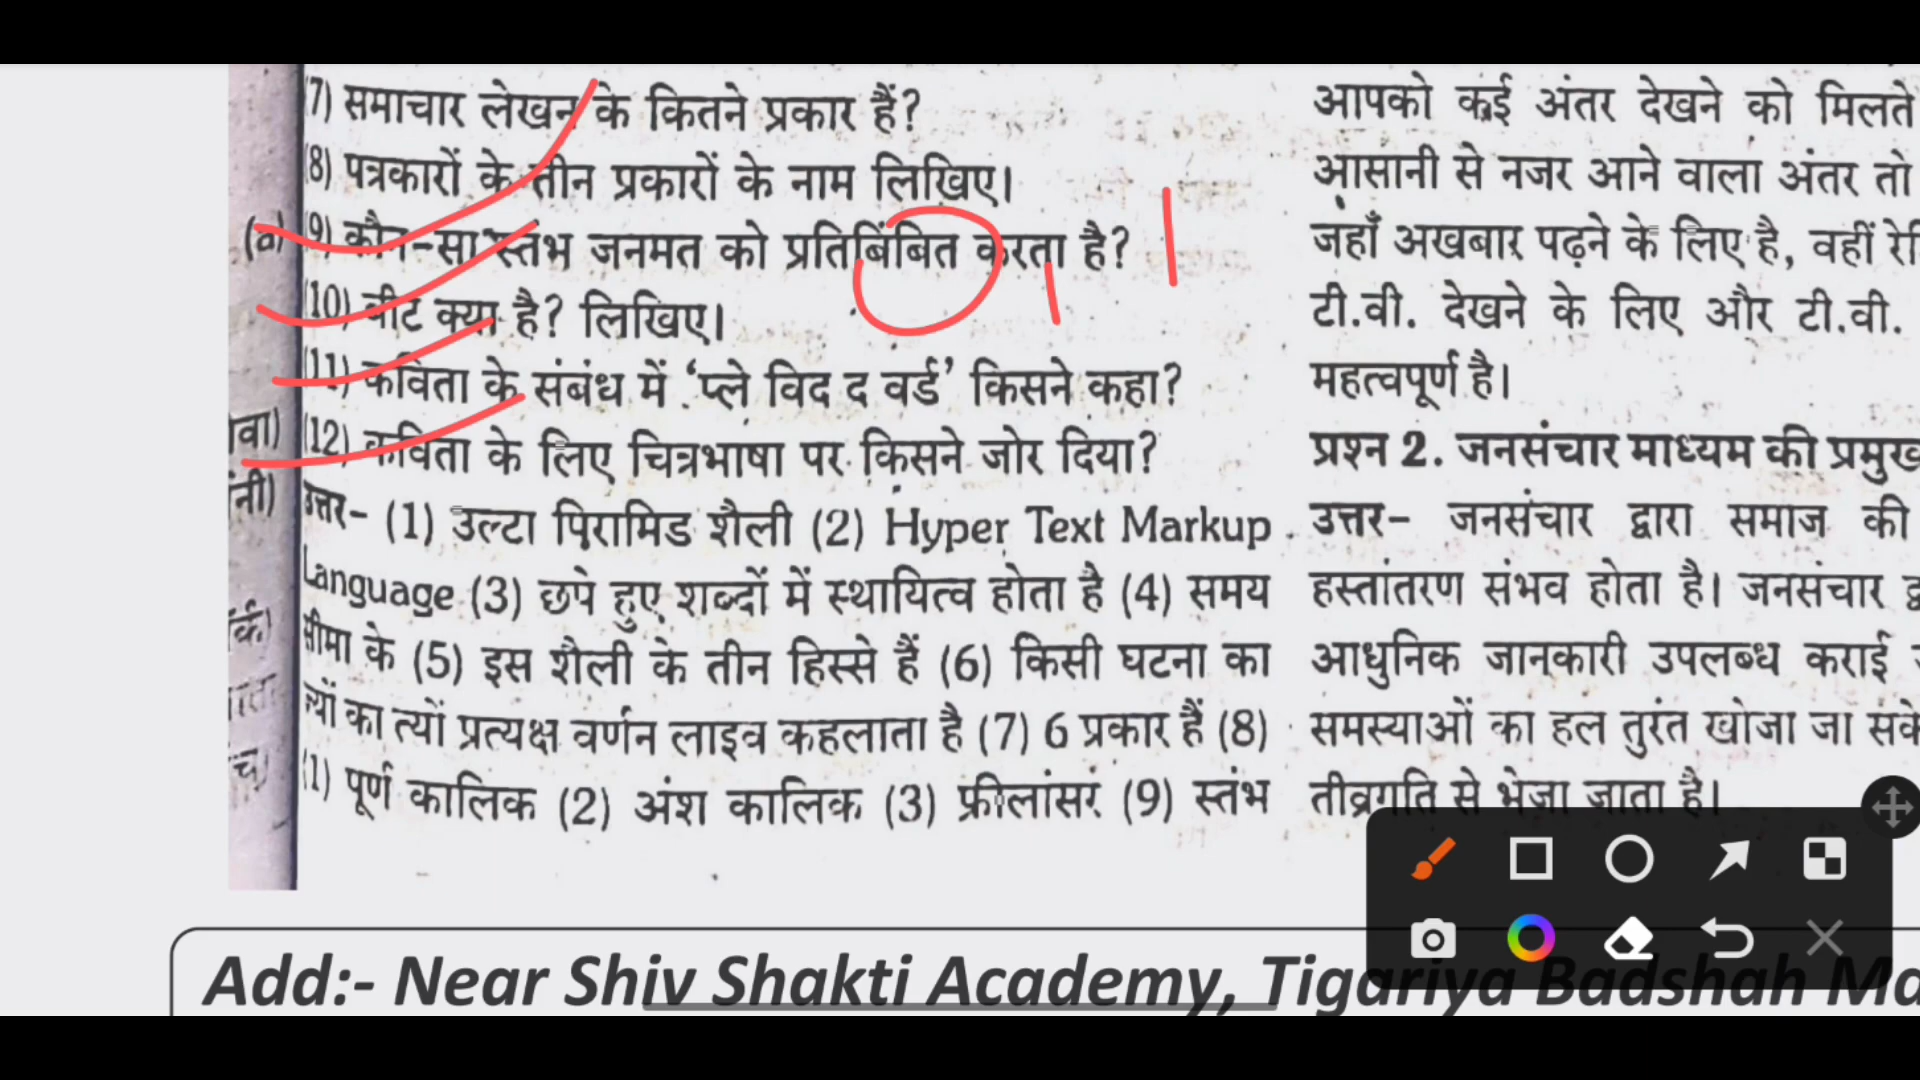 (7) समाचार लेखन के कितने प्रकार हैं?
(8) पत्रकारों के तीन प्रकारों के नाम लिखिए।
(a) (9) कौन-सा स्तंभ जनमत को प्रतिबिंबित करता है?
(10) बीट क्या है? लिखिए।
(11) कविता के संबंध में 'प्ले विद द वर्ड' किसने कहा?
(12) कविता के लिए चित्रभाषा पर किसने जोर दिया?
उत्तर- (1) उल्टा पिरामिड शैली (2) Hyper Text Markup
Language (3) छपे हुए शब्दों में स्थायित्व होता है (4) समय
सीमा के (5) इस शैली के तीन हिस्से हैं (6) किसी घटना का
ज्यों का त्यों प्रत्यक्ष वर्णन लाइव कहलाता है (7) 6 प्रकार हैं (8)
(1) पूर्ण कालिक (2) अंश कालिक (3) फ्रीलांसर (9) स्तंभ
आपको कई अंतर देखने को मिलते
आसानी से नजर आने वाला अंतर तो
जहाँ अखबार पढ़ने के लिए है, वहीं
टी.वी. देखने के लिए और टी.वी.
महत्वपूर्ण है।
प्रश्न 2. जनसंचार माध्यम की
उत्तर- जनसंचार द्वारा समाज की
हस्तांतरण संभव होता है। जनसंचार
आधुनिक जानकारी उपलब्ध कराई
समस्याओं का हल तुरंत खोजा जा
तीव्रगति से भेजा जाता है।
Add:- Near Shiv Shakti Academy, Tigariya Badshah